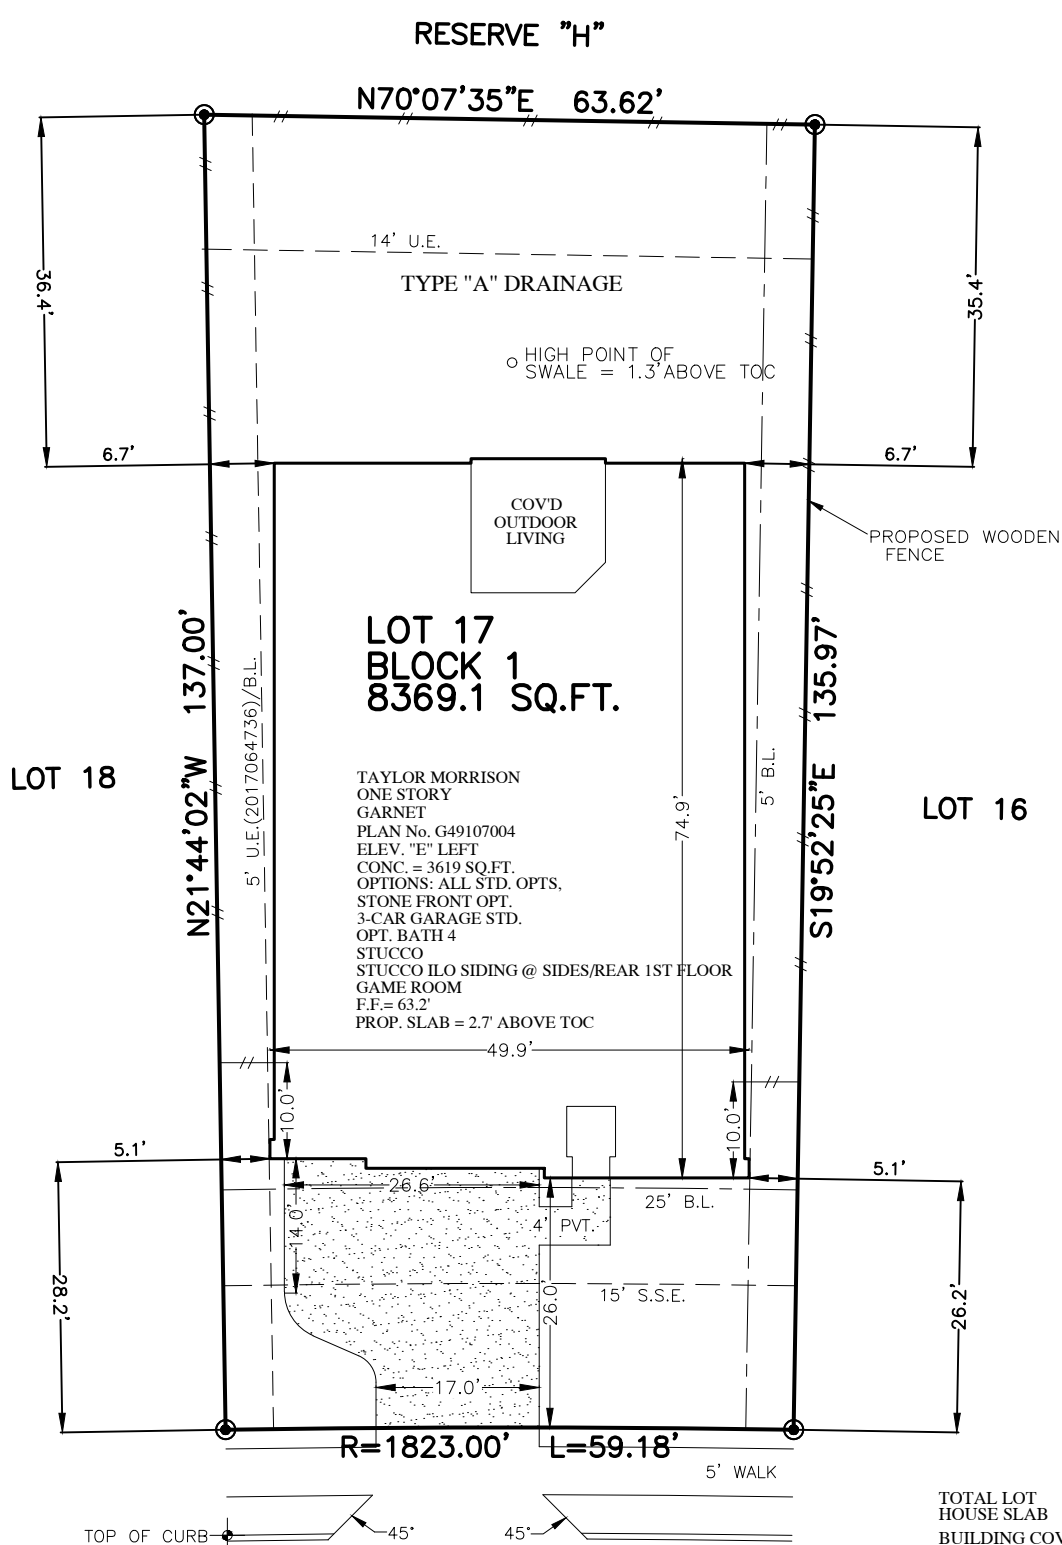 RESERVE "H"
N70°07'35"E 63.62'
36.4'
35.4'
14' U.E.
TYPE "A" DRAINAGE
HIGH POINT OF
SWALE = 1.3'ABOVE TOC
6.7'
6.7'
COV'D
OUTDOOR
LIVING
PROPOSED WOODEN
FENCE
LOT 17
BLOCK 1
8369.1 SQ.FT.
N21°44'02"W 137.00'
5' U.E.(2017064736)/B.L.
74.9'
5' B.L.
S19°52'25"E 135.97'
LOT 18
LOT 16
TAYLOR MORRISON
ONE STORY
GARNET
PLAN No. G49107004
ELEV. "E" LEFT
CONC. = 3619 SQ.FT.
OPTIONS: ALL STD. OPTS,
STONE FRONT OPT.
3-CAR GARAGE STD.
OPT. BATH 4
STUCCO
STUCCO ILO SIDING @ SIDES/REAR 1ST FLOOR
GAME ROOM
F.F.= 63.2'
PROP. SLAB = 2.7' ABOVE TOC
49.9'
10.0'
10.0'
5.1'
5.1'
26.6'
14.0'
25' B.L.
4' PVT.
28.2'
26.0'
15' S.S.E.
26.2'
17.0'
R=1823.00' L=59.18'
5' WALK
TOTAL LOT
HOUSE SLAB
BUILDING COV
TOP OF CURB
45°
45°